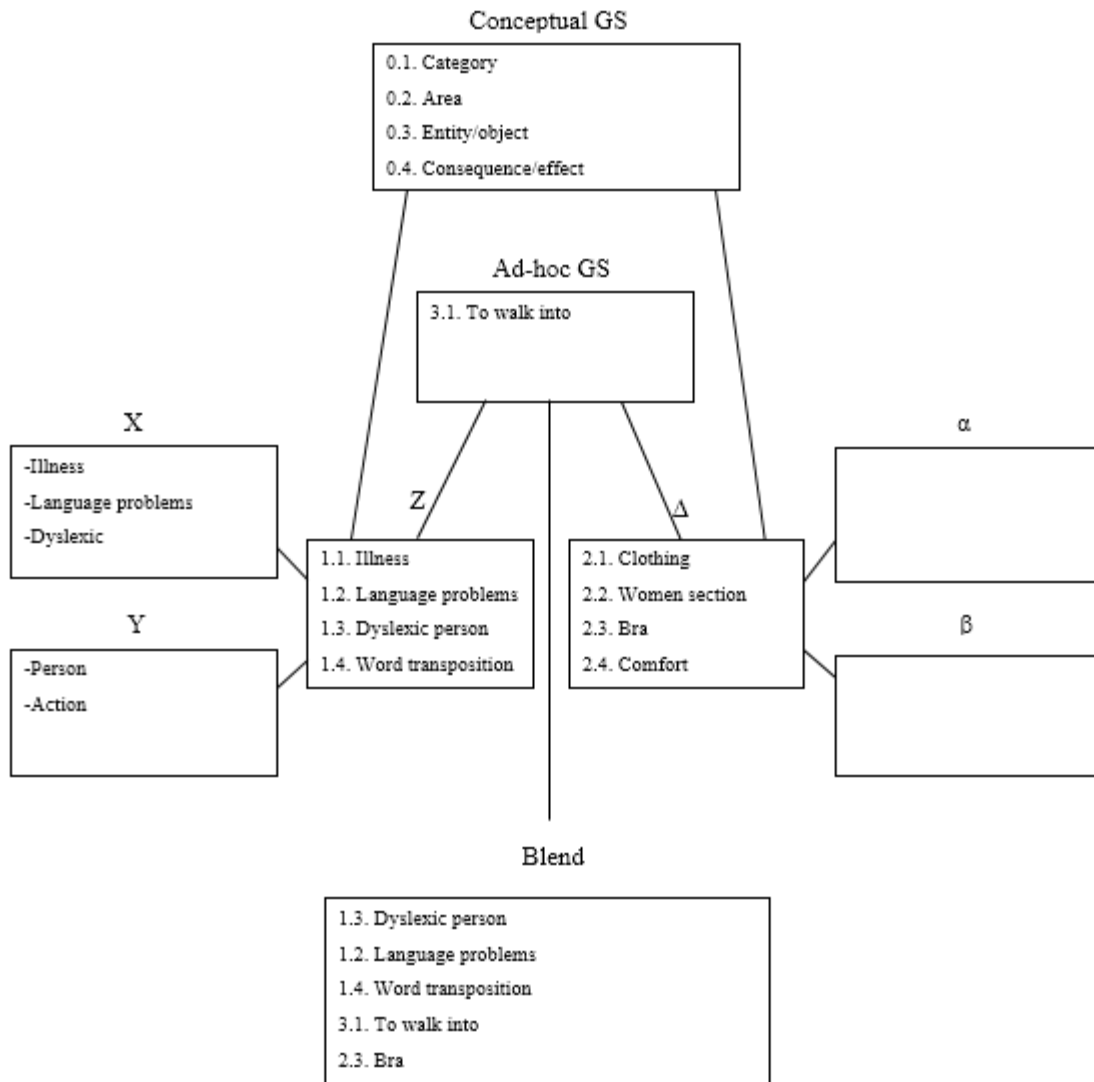 Conceptual GS
0.1. Category
0.2. Area
0.3. Entity/object
0.4. Consequence/effect
Ad-hoc GS
3.1. To walk into
X
-Illness
-Language problems
-Dyslexic
Y
-Person
-Action
Z
1.1. Illness
1.2. Language problems
1.3. Dyslexic person
1.4. Word transposition
Δ
2.1. Clothing
2.2. Women section
2.3. Bra
2.4. Comfort
α
β
Blend
1.3. Dyslexic person
1.2. Language problems
1.4. Word transposition
3.1. To walk into
2.3. Bra